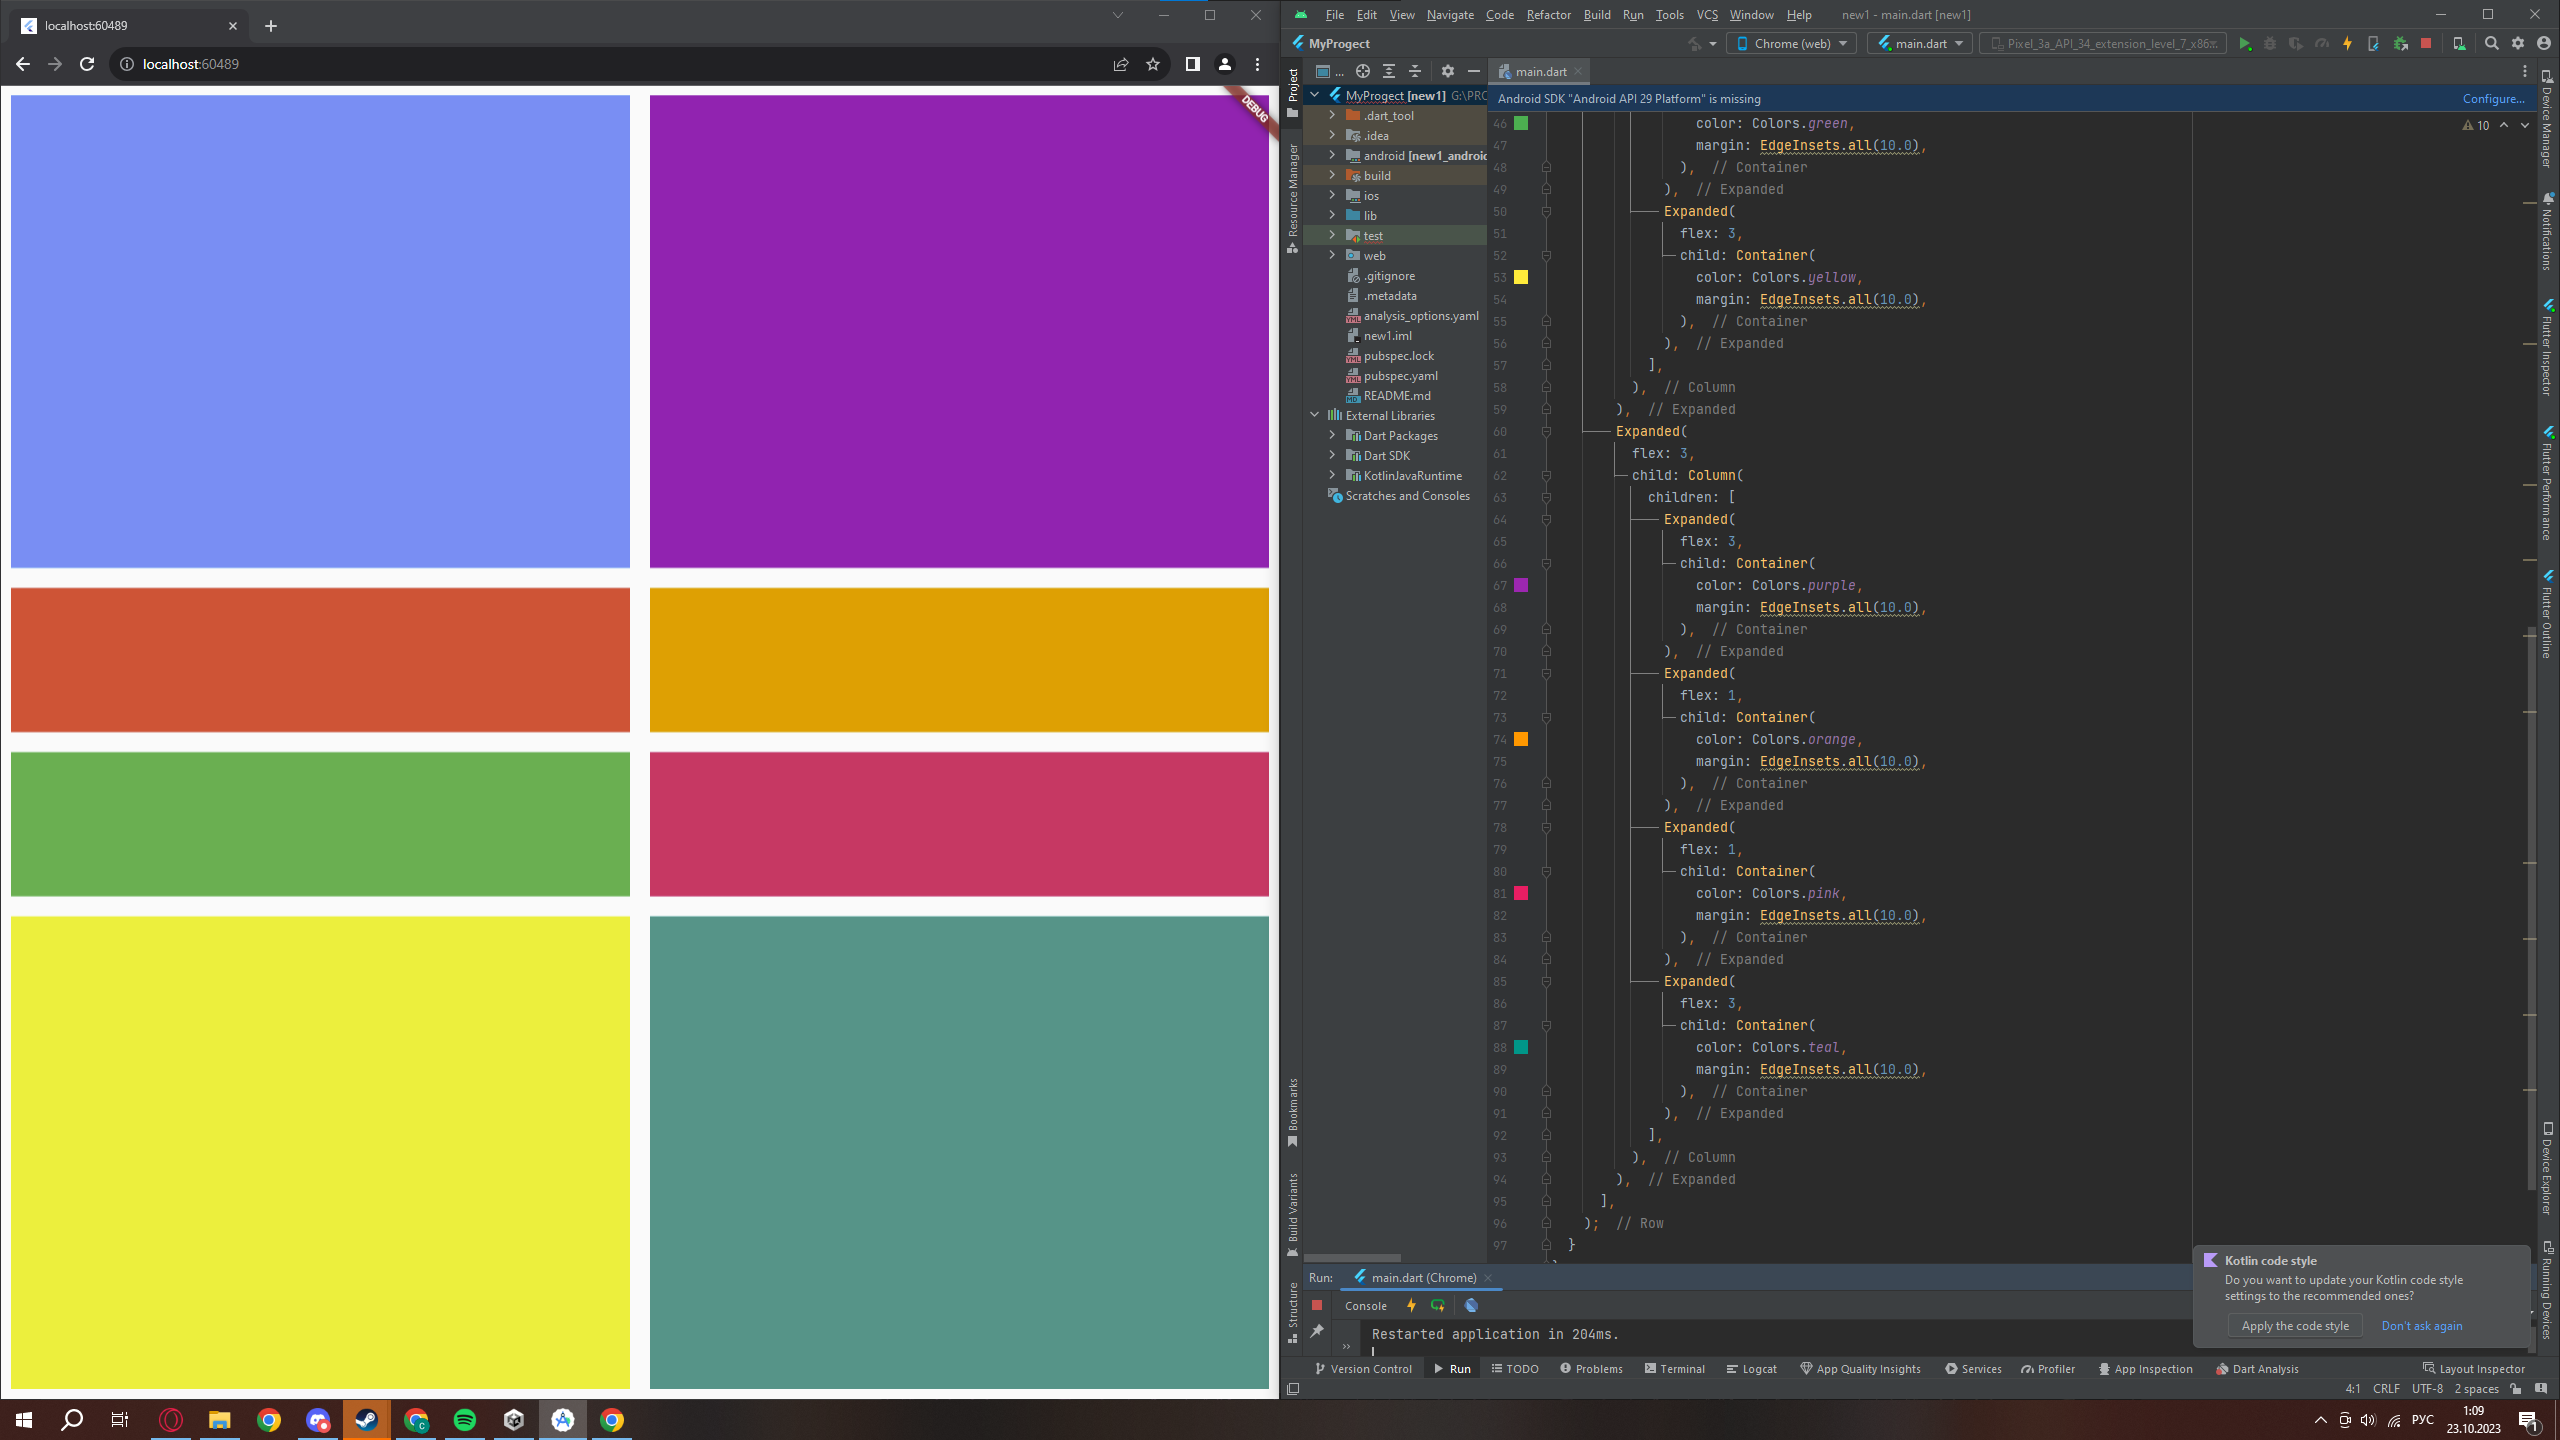 localhost:60489
localhost:60489
DEBUG
File Edit View Navigate Code Refactor Build Run Tools VCS Window Help new1 - main.dart [new1]
MyProgect
Chrome (web)
main.dart
Pixel_3a_API_34_extension_level_7_x86...
...
main.dart
Project
Resource Manager
Bookmarks
Build Variants
Structure
MyProgect [new1] G:\PRO
.dart_tool
.idea
android [new1_android
build
ios
lib
test
web
.gitignore
.metadata
analysis_options.yaml
new1.iml
pubspec.lock
pubspec.yaml
README.md
External Libraries
Dart Packages
Dart SDK
KotlinJavaRuntime
Scratches and Consoles
Android SDK "Android API 29 Platform" is missing
Configure...
10
46 color: Colors.green,
47 margin: EdgeInsets.all(10.0),
48 ), // Container
49 ), // Expanded
50 Expanded(
51 flex: 3,
52 child: Container(
53 color: Colors.yellow,
54 margin: EdgeInsets.all(10.0),
55 ), // Container
56 ), // Expanded
57 ],
58 ), // Column
59 ), // Expanded
60 Expanded(
61 flex: 3,
62 child: Column(
63 children: [
64 Expanded(
65 flex: 3,
66 child: Container(
67 color: Colors.purple,
68 margin: EdgeInsets.all(10.0),
69 ), // Container
70 ), // Expanded
71 Expanded(
72 flex: 1,
73 child: Container(
74 color: Colors.orange,
75 margin: EdgeInsets.all(10.0),
76 ), // Container
77 ), // Expanded
78 Expanded(
79 flex: 1,
80 child: Container(
81 color: Colors.pink,
82 margin: EdgeInsets.all(10.0),
83 ), // Container
84 ), // Expanded
85 Expanded(
86 flex: 3,
87 child: Container(
88 color: Colors.teal,
89 margin: EdgeInsets.all(10.0),
90 ), // Container
91 ), // Expanded
92 ],
93 ), // Column
94 ), // Expanded
95 ],
96 ); // Row
97 }
Device Manager
Notifications
Flutter Inspector
Flutter Performance
Flutter Outline
Device Explorer
Running Devices
Kotlin code style
Do you want to update your Kotlin code style
settings to the recommended ones?
Apply the code style Don't ask again
Run: main.dart (Chrome)
Console
Restarted application in 204ms.
Version Control Run TODO Problems Terminal Logcat App Quality Insights Services Profiler App Inspection Dart Analysis Layout Inspector
4:1 CRLF UTF-8 2 spaces
РУС
1:09
23.10.2023
1